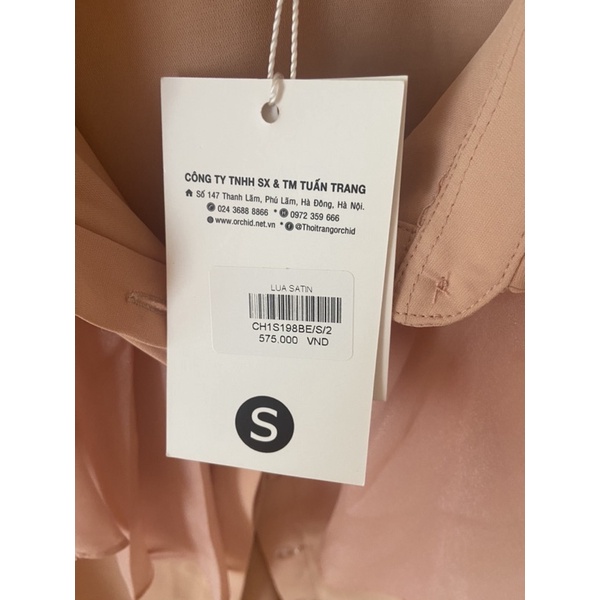 CÔNG TY TNHH SX & TM TUẤN TRANG
Số 147 Thanh Lãm, Phú Lãm, Hà Đông, Hà Nội.
024 3688 8866 * 0972 359 666
www.orchid.net.vn * @Thoitrangorchid
LUA SATIN
CH1S198BE/S/2
575,000 VND
S